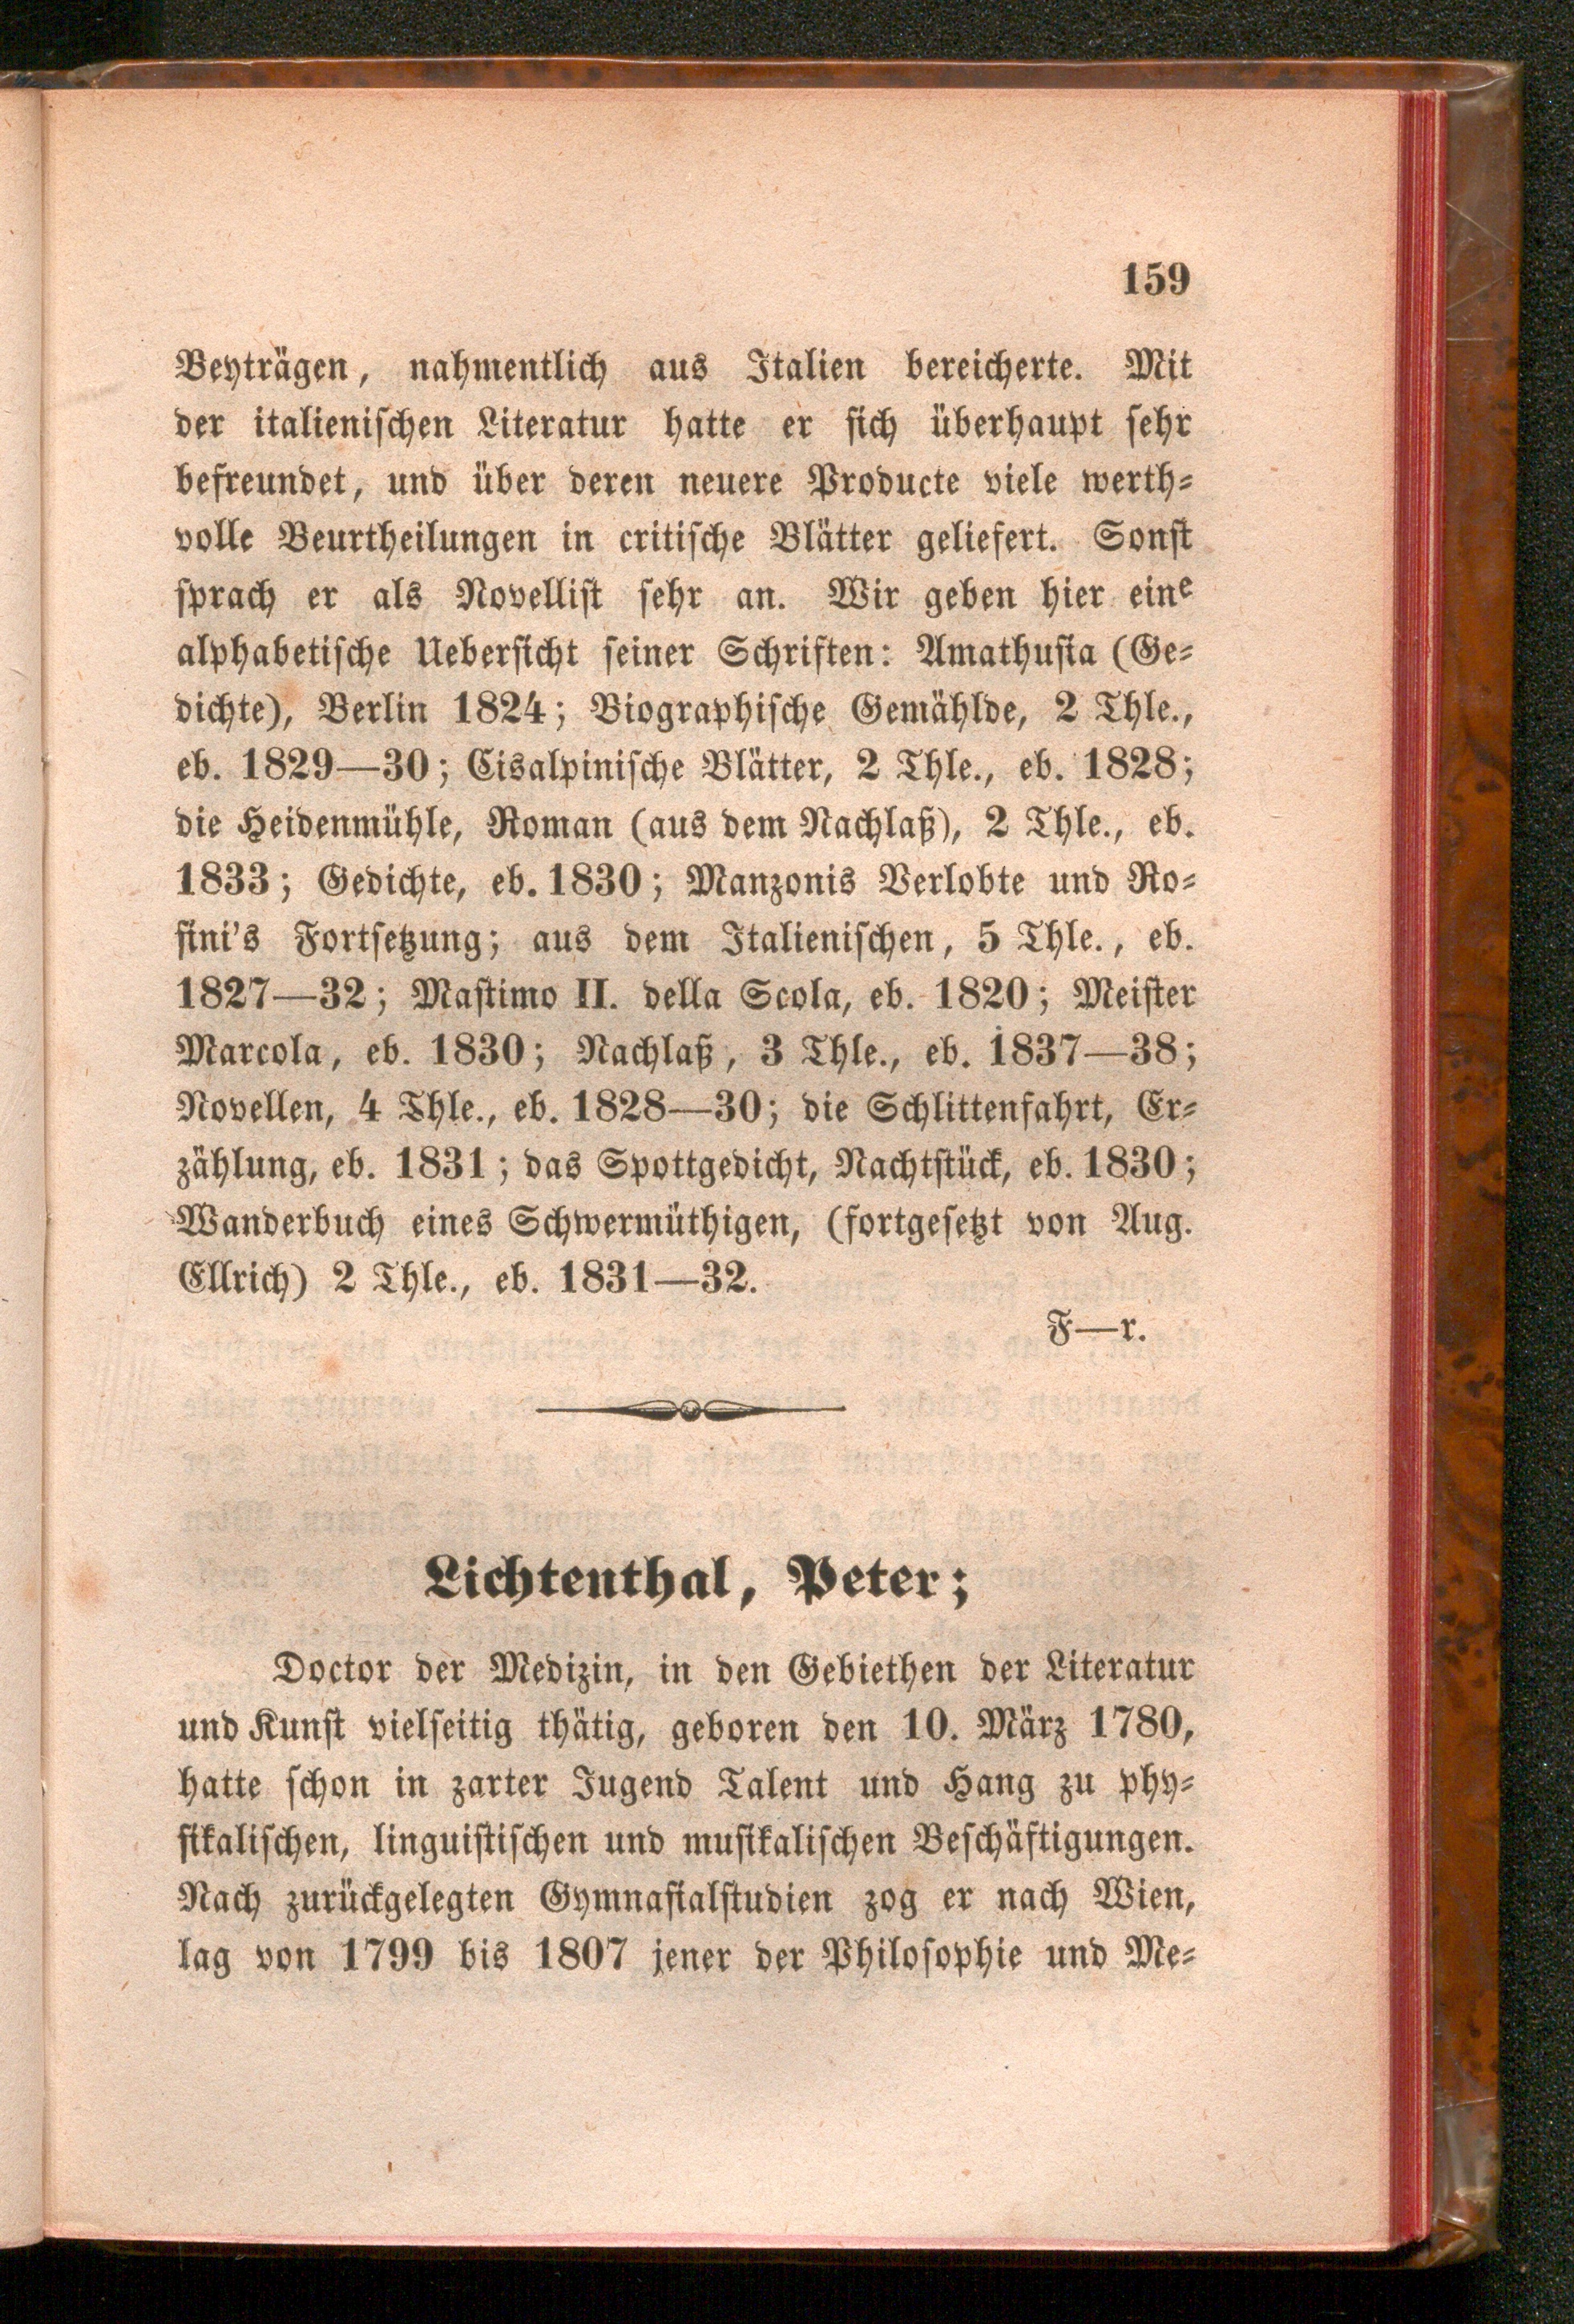 159
Beyträgen, nahmentlich aus Italien bereicherte. Mit
der italienischen Literatur hatte er sich überhaupt sehr
befreundet, und über deren neuere Producte viele werth-
volle Beurtheilungen in critische Blätter geliefert. Sonst
sprach er als Novellist sehr an. Wir geben hier eine
alphabetische Uebersicht seiner Schriften: Amathusia (Ge-
dichte), Berlin 1824; Biographische Gemählde, 2 Thle.,
eb. 1829—30; Cisalpinische Blätter, 2 Thle., eb. 1828;
die Heidenmühle, Roman (aus dem Nachlaß), 2 Thle., eb.
1833; Gedichte, eb. 1830; Manzonis Verlobte und Ro-
sini's Fortsetzung; aus dem Italienischen, 5 Thle., eb.
1827—32; Mastimo II. della Scola, eb. 1820; Meister
Marcola, eb. 1830; Nachlaß, 3 Thle., eb. 1837—38;
Novellen, 4 Thle., eb. 1828—30; die Schlittenfahrt, Er-
zählung, eb. 1831; das Spottgedicht, Nachtstück, eb. 1830;
Wanderbuch eines Schwermüthigen, (fortgesetzt von Aug.
Ellrich) 2 Thle., eb. 1831—32.
F—r.
Lichtenthal, Peter;
Doctor der Medizin, in den Gebiethen der Literatur
und Kunst vielseitig thätig, geboren den 10. März 1780,
hatte schon in zarter Jugend Talent und Hang zu phy-
sikalischen, linguistischen und musikalischen Beschäftigungen.
Nach zurückgelegten Gymnasialstudien zog er nach Wien,
lag von 1799 bis 1807 jener der Philosophie und Me-